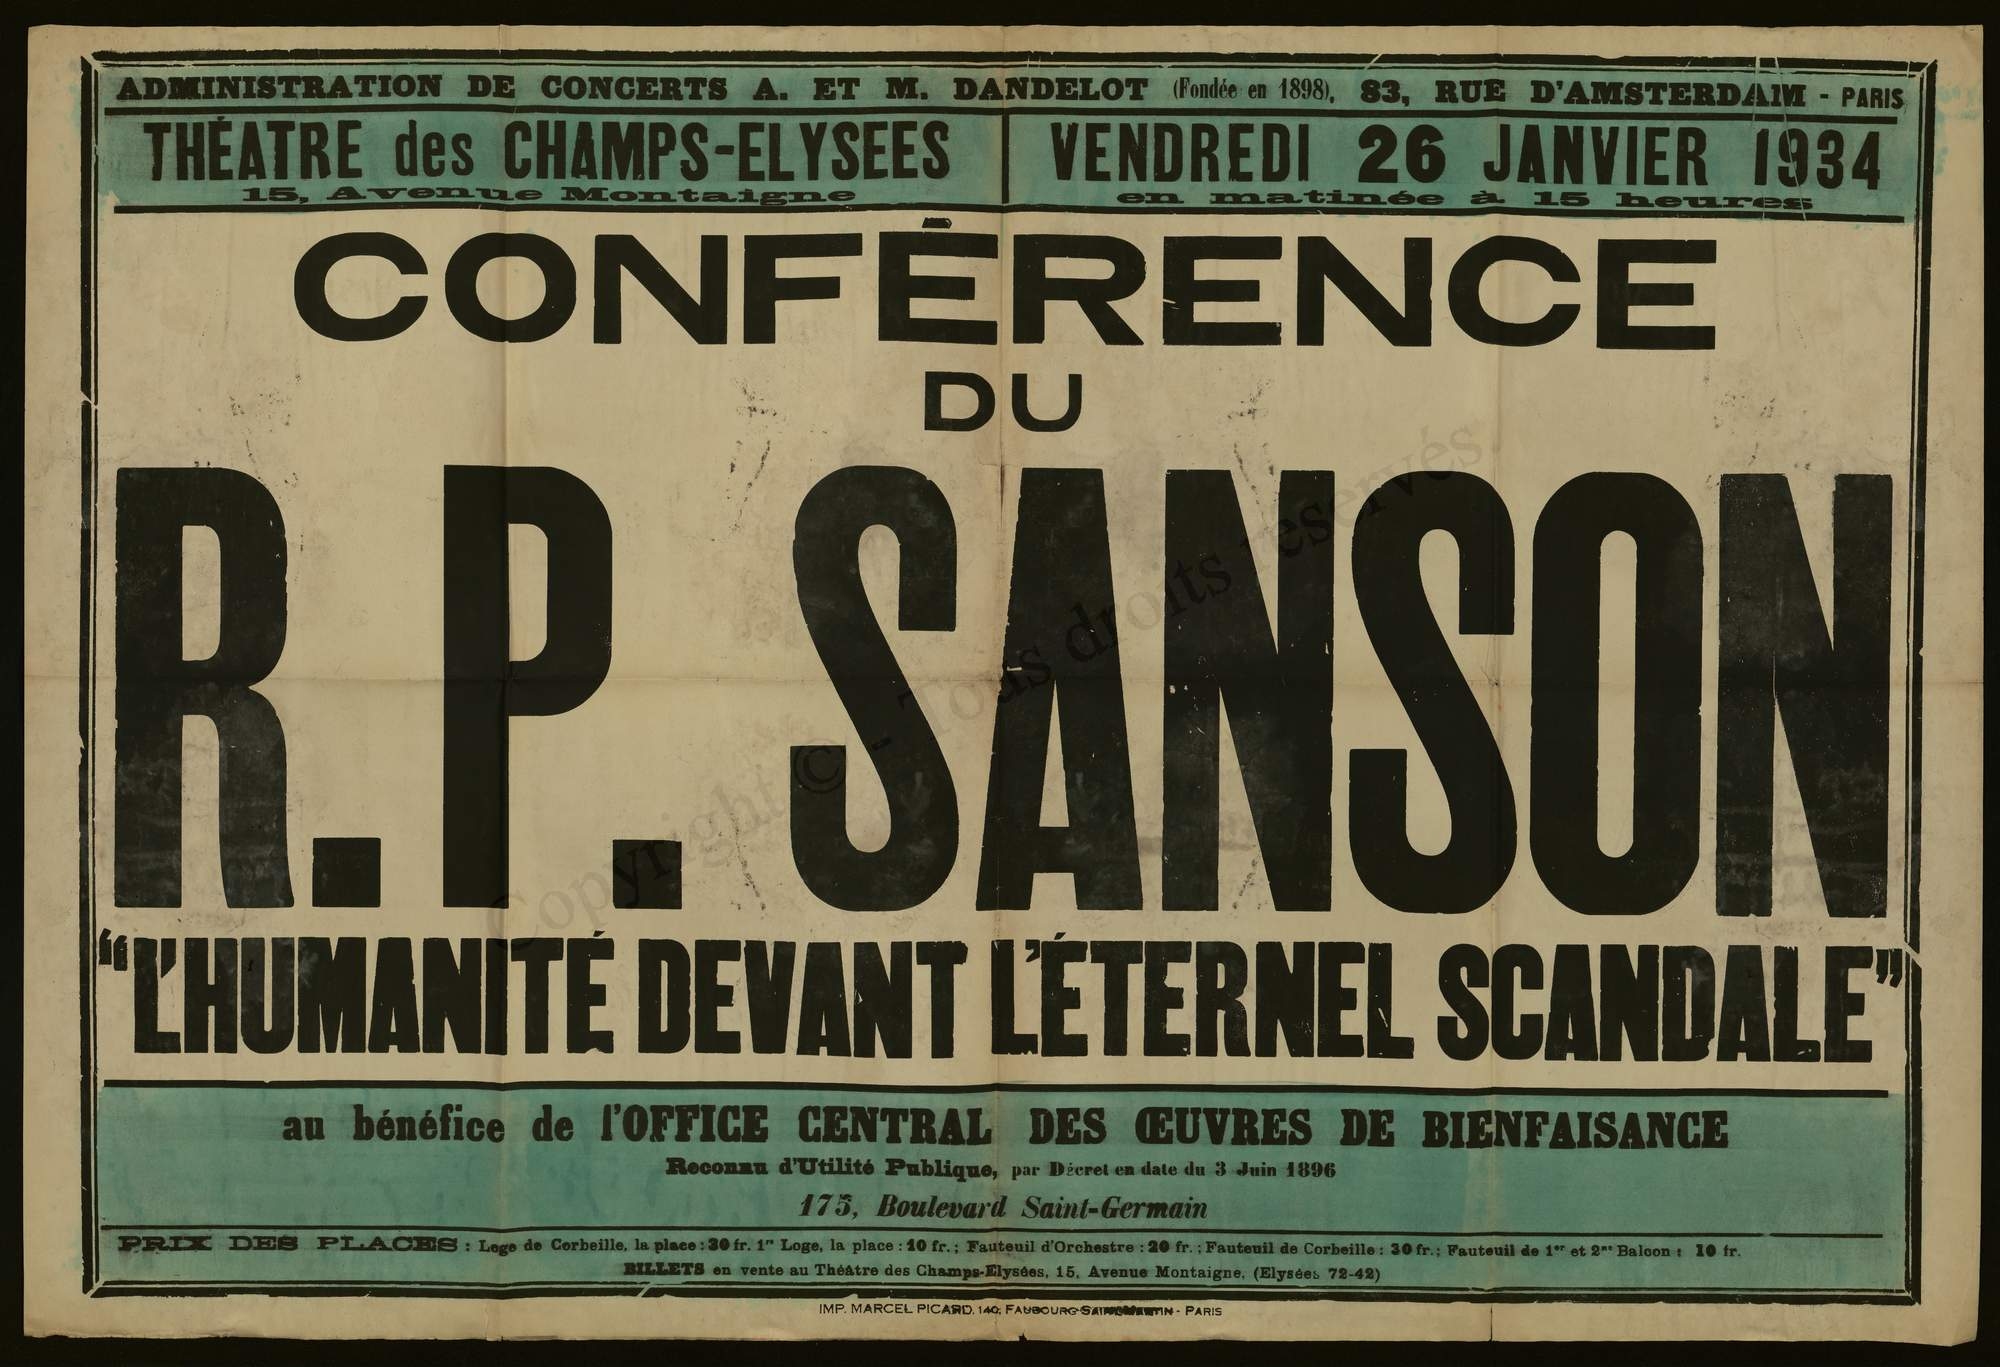 ADMINISTRATION DE CONCERTS A. ET M. DANDELOT (Fondée en 1898), 83, RUE D'AMSTERDAM - PARIS
THÉATRE des CHAMPS-ELYSEES
15, Avenue Montaigne
VENDREDI 26 JANVIER 1934
en matinée à 15 heures
CONFÉRENCE
DU
R. P. SANSON
“L'HUMANITÉ DEVANT L'ÉTERNEL SCANDALE”
au bénéfice de l'OFFICE CENTRAL DES ŒUVRES DE BIENFAISANCE
Reconnu d'Utilité Publique, par Décret en date du 3 Juin 1896
175, Boulevard Saint-Germain
PRIX DES PLACES : Loge de Corbeille, la place : 30 fr. 1re Loge, la place : 10 fr. ; Fauteuil d'Orchestre : 20 fr. ; Fauteuil de Corbeille : 30 fr. ; Fauteuil de 1er et 2me Balcon : 10 fr.
BILLETS en vente au Théâtre des Champs-Elysées, 15, Avenue Montaigne, (Elysées 72-42)
IMP. MARCEL PICARD, 140, FAUBOURG SAINT-MARTIN - PARIS
Copyright © - Tous droits réservés.